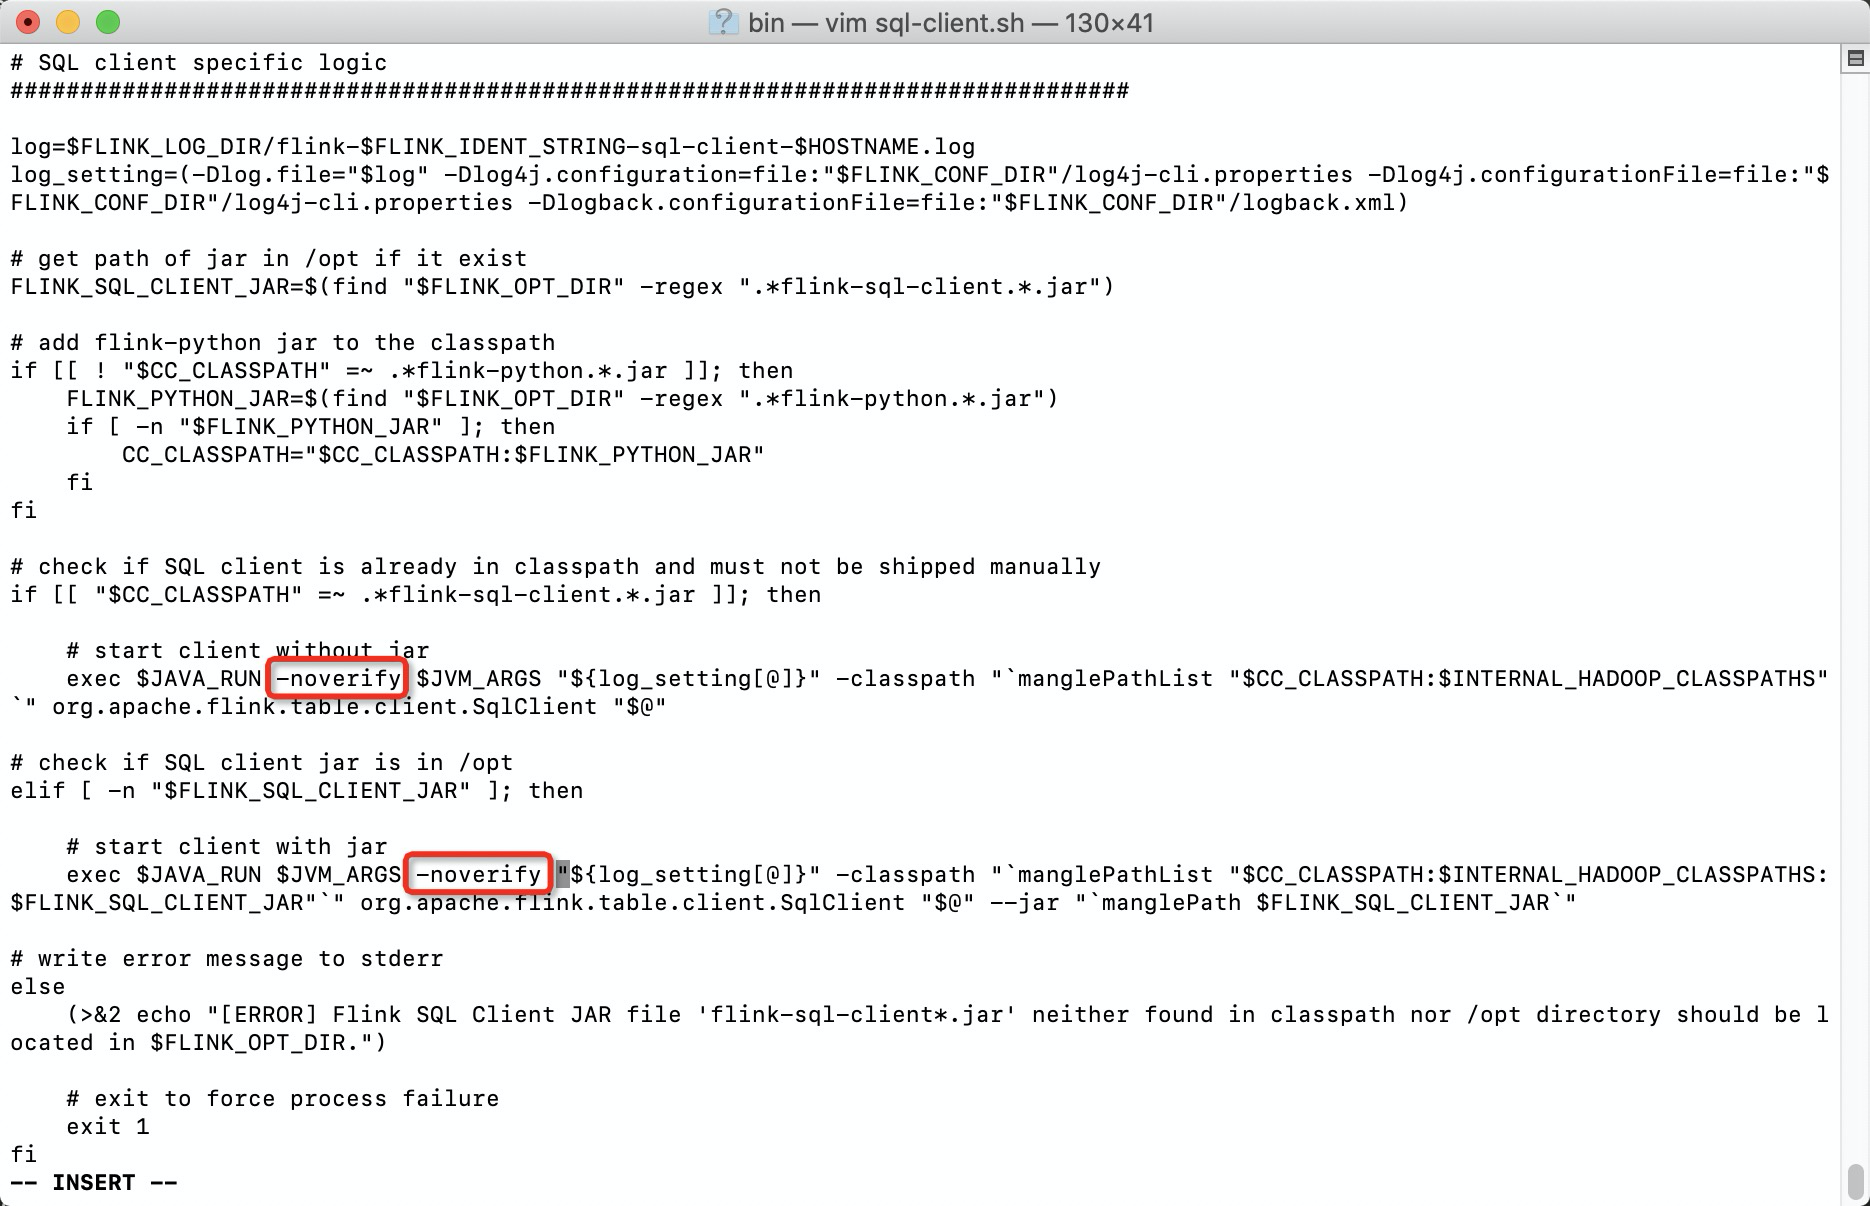 bin — vim sql-client.sh — 130×41
# SQL client specific logic
################################################################################
log=$FLINK_LOG_DIR/flink-$FLINK_IDENT_STRING-sql-client-$HOSTNAME.log
log_setting=(-Dlog.file="$log" -Dlog4j.configuration=file:"$FLINK_CONF_DIR"/log4j-cli.properties -Dlog4j.configurationFile=file:"$
FLINK_CONF_DIR"/log4j-cli.properties -Dlogback.configurationFile=file:"$FLINK_CONF_DIR"/logback.xml)
# get path of jar in /opt if it exist
FLINK_SQL_CLIENT_JAR=$(find "$FLINK_OPT_DIR" -regex ".*flink-sql-client.*.jar")
# add flink-python jar to the classpath
if [[ ! "$CC_CLASSPATH" =~ .*flink-python.*.jar ]]; then
    FLINK_PYTHON_JAR=$(find "$FLINK_OPT_DIR" -regex ".*flink-python.*.jar")
    if [ -n "$FLINK_PYTHON_JAR" ]; then
        CC_CLASSPATH="$CC_CLASSPATH:$FLINK_PYTHON_JAR"
    fi
fi
# check if SQL client is already in classpath and must not be shipped manually
if [[ "$CC_CLASSPATH" =~ .*flink-sql-client.*.jar ]]; then
    # start client without jar
    exec $JAVA_RUN -noverify $JVM_ARGS "${log_setting[@]}" -classpath "`manglePathList "$CC_CLASSPATH:$INTERNAL_HADOOP_CLASSPATHS"
`" org.apache.flink.table.client.SqlClient "$@"
# check if SQL client jar is in /opt
elif [ -n "$FLINK_SQL_CLIENT_JAR" ]; then
    # start client with jar
    exec $JAVA_RUN $JVM_ARGS -noverify "${log_setting[@]}" -classpath "`manglePathList "$CC_CLASSPATH:$INTERNAL_HADOOP_CLASSPATHS:
$FLINK_SQL_CLIENT_JAR"`" org.apache.flink.table.client.SqlClient "$@" --jar "`manglePath $FLINK_SQL_CLIENT_JAR`"
# write error message to stderr
else
    (>&2 echo "[ERROR] Flink SQL Client JAR file 'flink-sql-client*.jar' neither found in classpath nor /opt directory should be l
ocated in $FLINK_OPT_DIR.")
    # exit to force process failure
    exit 1
fi
-- INSERT --